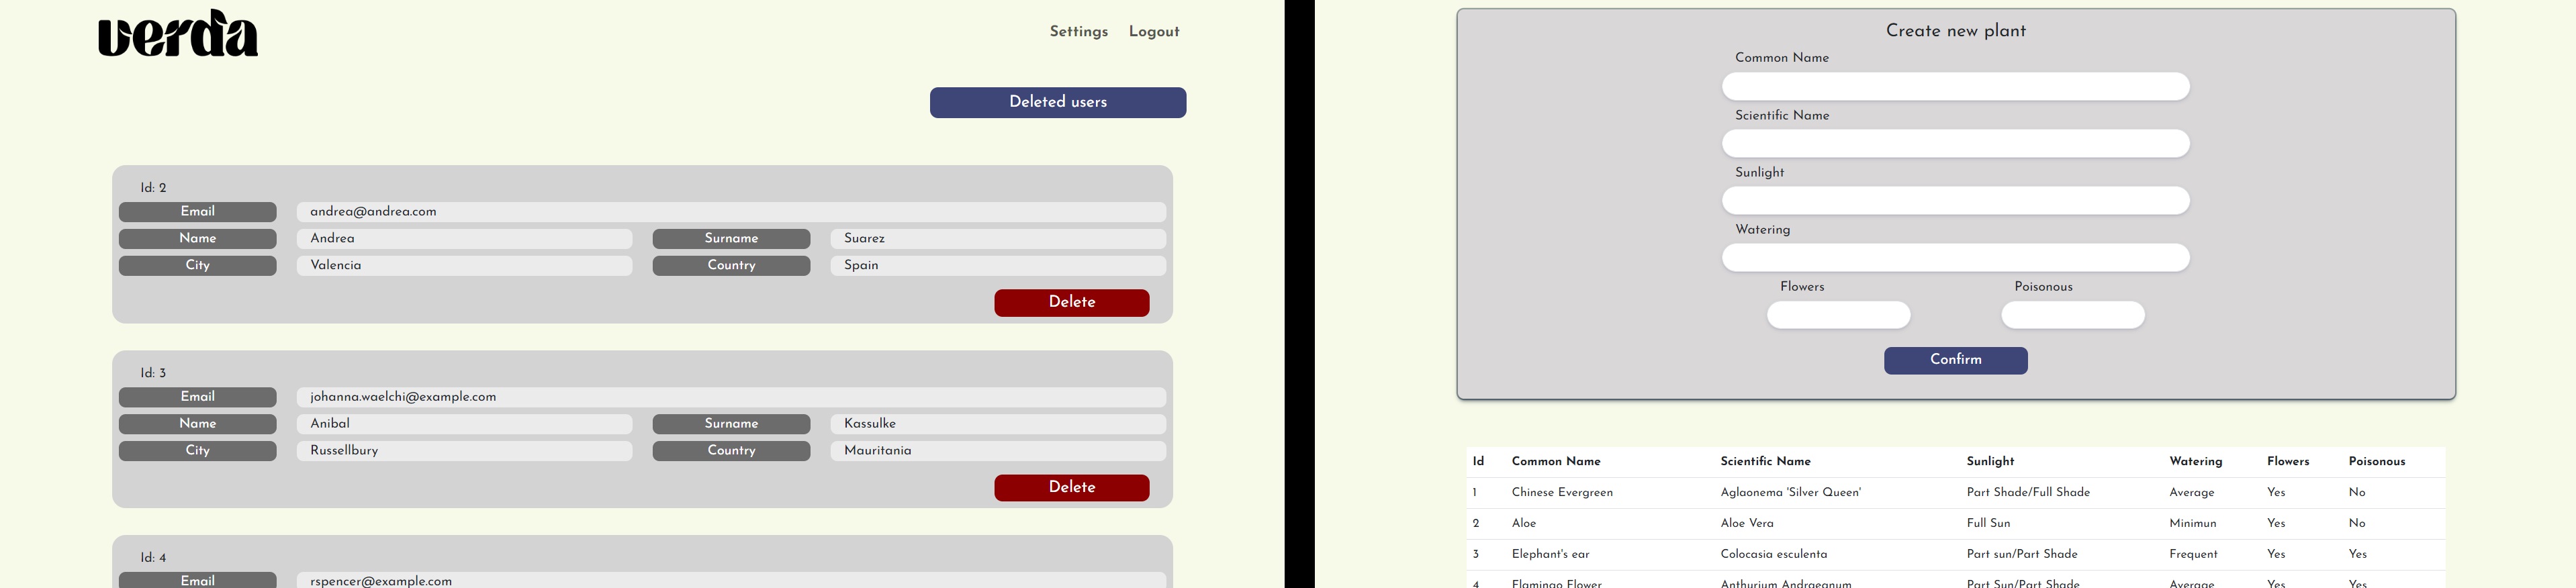 verda
Settings Logout
Deleted users
Id: 2
Email andrea@andrea.com
Name Andrea Surname Suarez
City Valencia Country Spain
Delete
Id: 3
Email johanna.waelchi@example.com
Name Anibal Surname Kassulke
City Russellbury Country Mauritania
Delete
Id: 4
Email rspencer@example.com
Create new plant
Common Name
Scientific Name
Sunlight
Watering
Flowers Poisonous
Confirm
Id Common Name Scientific Name Sunlight Watering Flowers Poisonous
1 Chinese Evergreen Aglaonema 'Silver Queen' Part Shade/Full Shade Average Yes No
2 Aloe Aloe Vera Full Sun Minimun Yes No
3 Elephant's ear Colocasia esculenta Part sun/Part Shade Frequent Yes Yes
4 Flamingo Flower Anthurium Andraeanum Part Sun/Part Shade Average Yes Yes